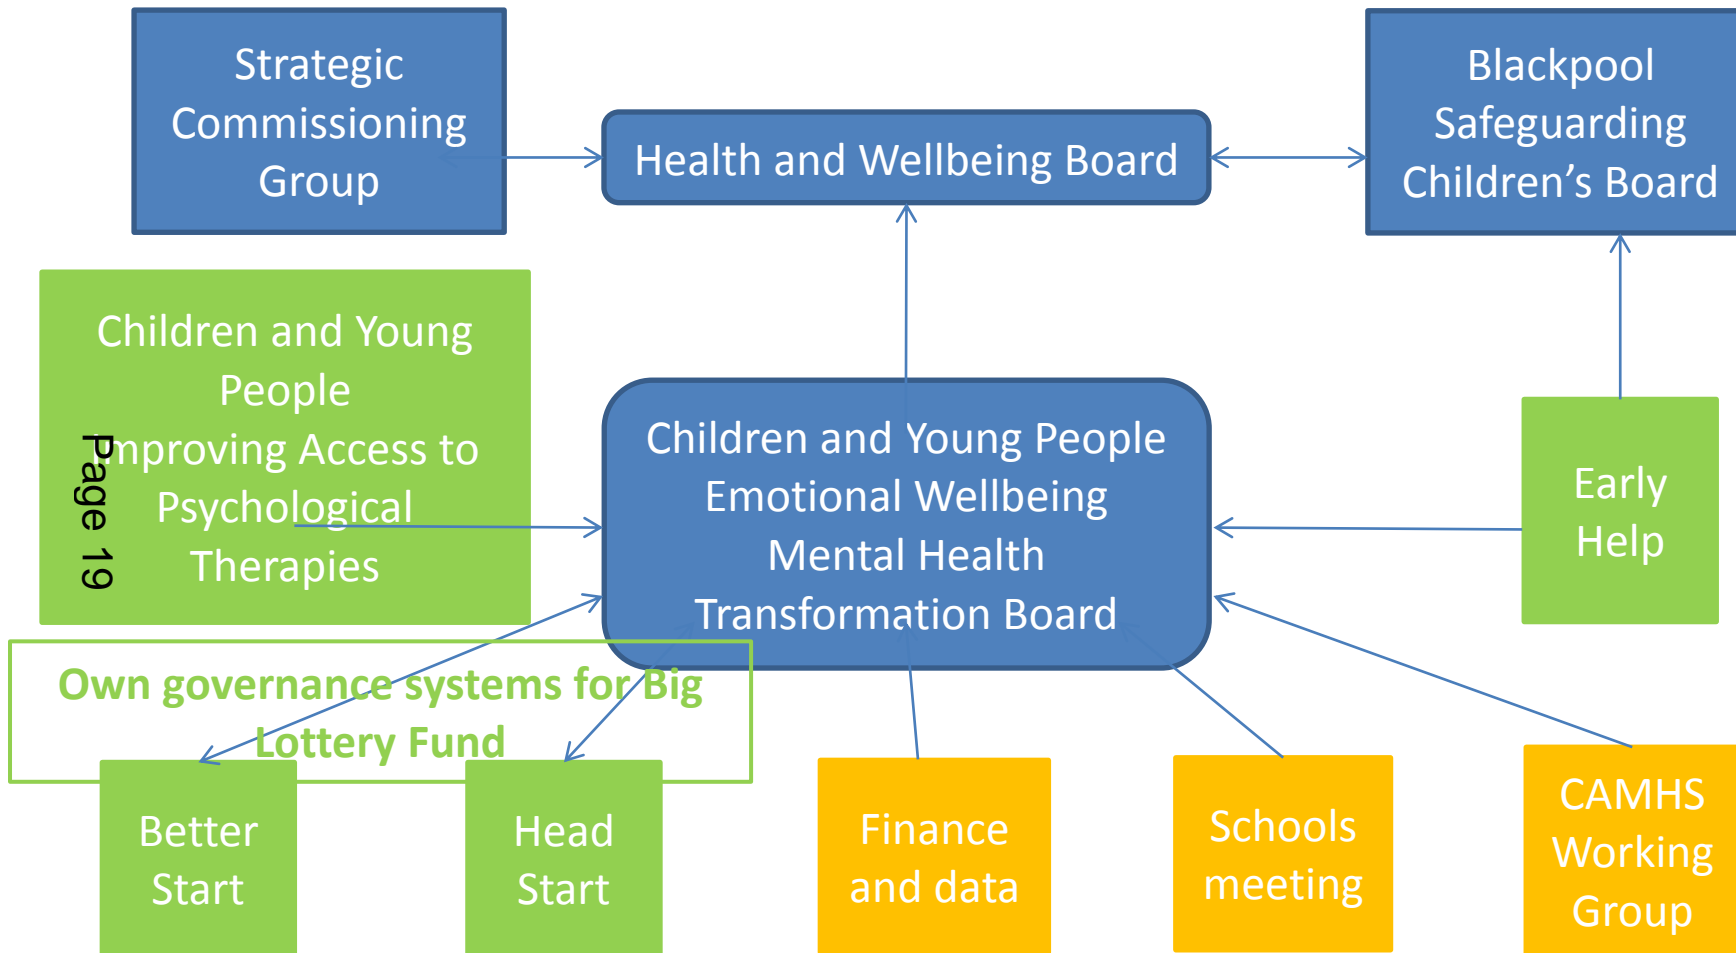 Strategic
Commissioning
Group
Health and Wellbeing Board
Blackpool
Safeguarding
Children’s Board
Children and Young
People
Improving Access to
Psychological
Therapies
Page 19
Children and Young People
Emotional Wellbeing
Mental Health
Transformation Board
Early
Help
Own governance systems for Big
Lottery Fund
Better
Start
Head
Start
Finance
and data
Schools
meeting
CAMHS
Working
Group